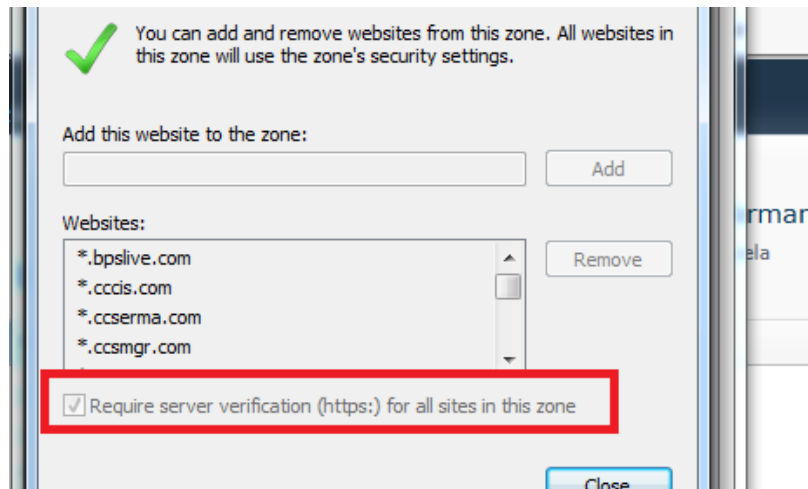 You can add and remove websites from this zone. All websites in
this zone will use the zone's security settings.
Add this website to the zone:
Add
Websites:
*.bpslive.com
*.cccis.com
*.ccserma.com
*.ccsmgr.com
Remove
Require server verification (https:) for all sites in this zone
Close